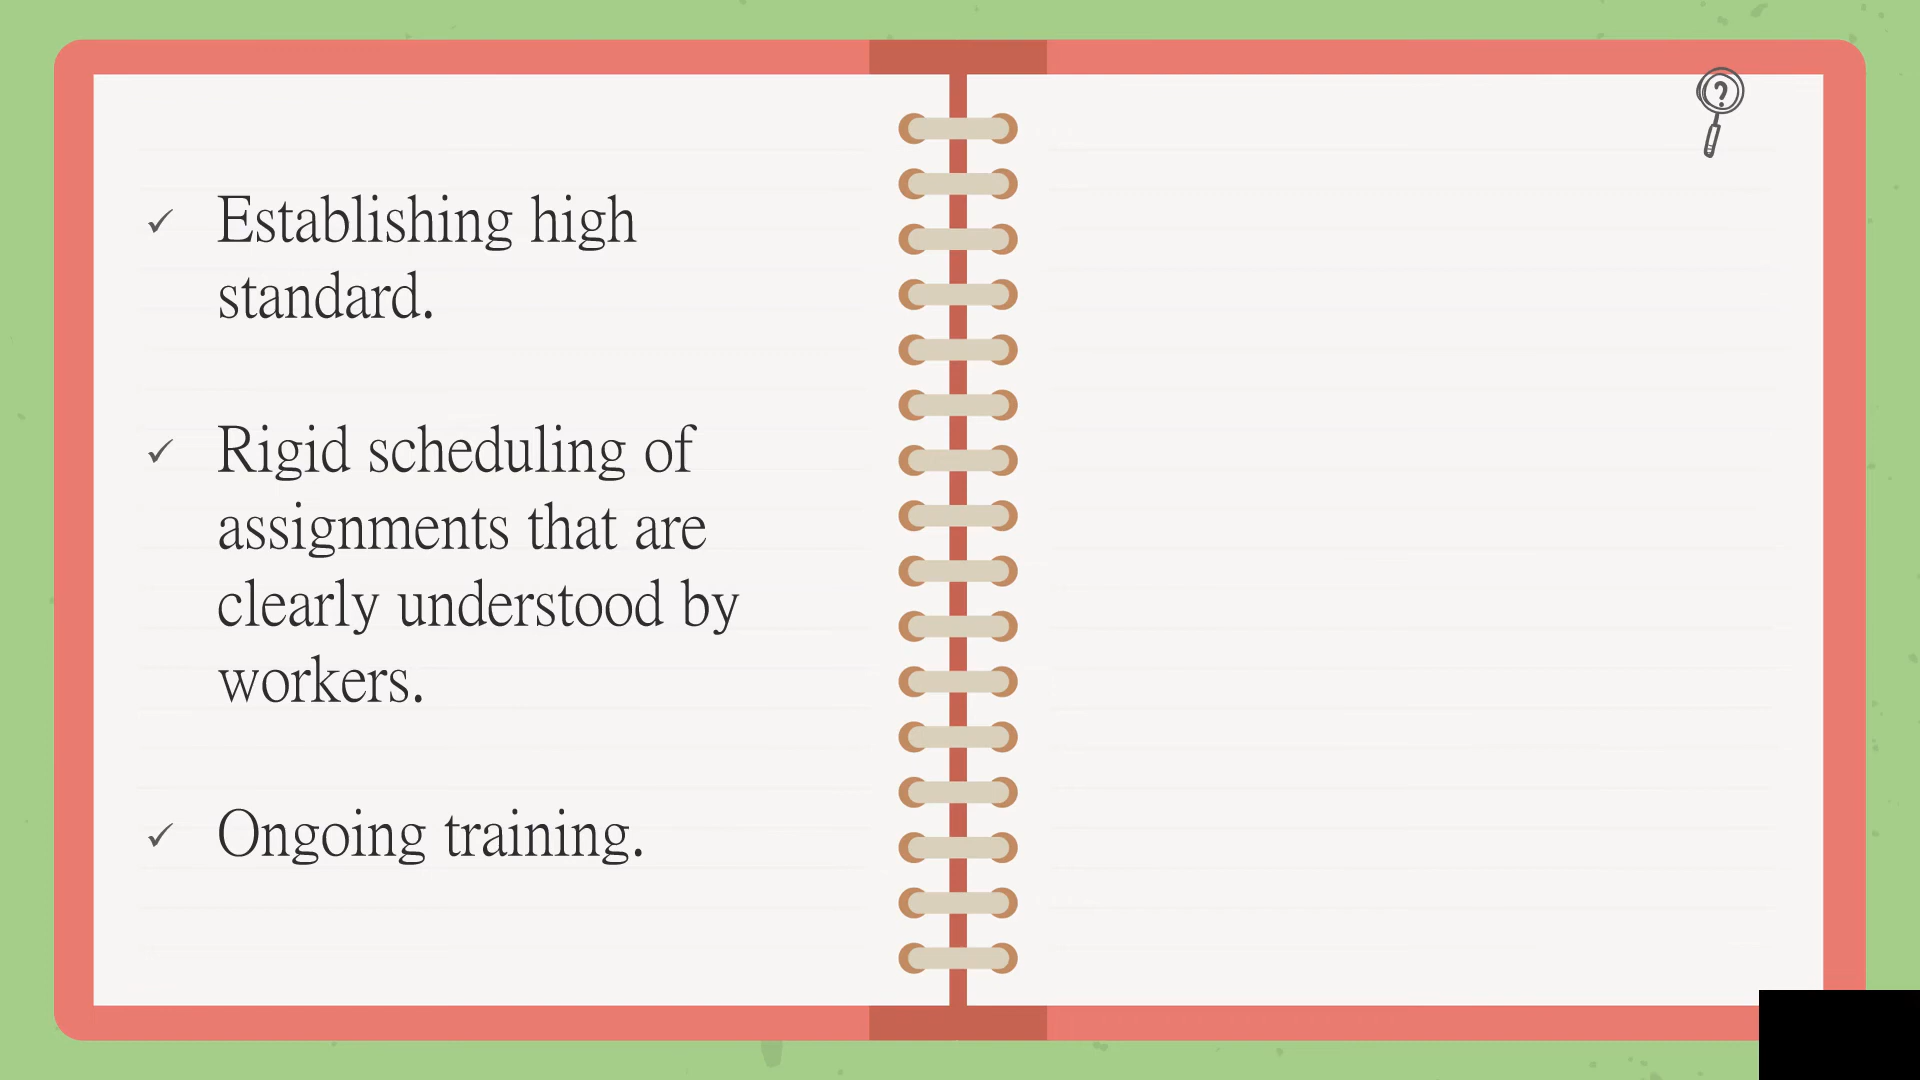 ✓ Establishing high
standard.
✓ Rigid scheduling of
assignments that are
clearly understood by
workers.
✓ Ongoing training.
?